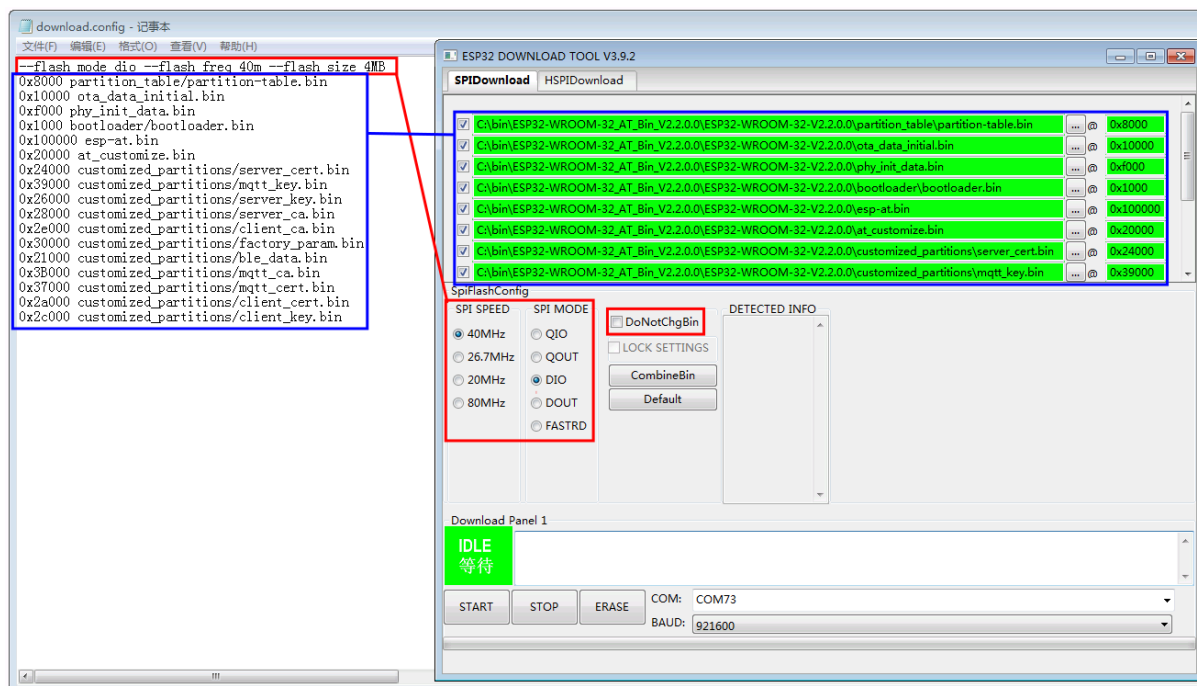 download.config - 记事本
文件(F) 编辑(E) 格式(O) 查看(V) 帮助(H)
--flash_mode dio --flash_freq 40m --flash_size 4MB
0x8000 partition_table/partition-table.bin
0x10000 ota_data_initial.bin
0xf000 phy_init_data.bin
0x1000 bootloader/bootloader.bin
0x100000 esp-at.bin
0x20000 at_customize.bin
0x24000 customized_partitions/server_cert.bin
0x39000 customized_partitions/mqtt_key.bin
0x26000 customized_partitions/server_key.bin
0x28000 customized_partitions/server_ca.bin
0x2e000 customized_partitions/client_ca.bin
0x30000 customized_partitions/factory_param.bin
0x21000 customized_partitions/ble_data.bin
0x3B000 customized_partitions/mqtt_ca.bin
0x37000 customized_partitions/mqtt_cert.bin
0x2a000 customized_partitions/client_cert.bin
0x2c000 customized_partitions/client_key.bin
ESP32 DOWNLOAD TOOL V3.9.2
SPIDownload HSPIDownload
C:\bin\ESP32-WROOM-32_AT_Bin_V2.2.0.0\ESP32-WROOM-32-V2.2.0.0\partition_table\partition-table.bin ... @ 0x8000
C:\bin\ESP32-WROOM-32_AT_Bin_V2.2.0.0\ESP32-WROOM-32-V2.2.0.0\ota_data_initial.bin ... @ 0x10000
C:\bin\ESP32-WROOM-32_AT_Bin_V2.2.0.0\ESP32-WROOM-32-V2.2.0.0\phy_init_data.bin ... @ 0xf000
C:\bin\ESP32-WROOM-32_AT_Bin_V2.2.0.0\ESP32-WROOM-32-V2.2.0.0\bootloader\bootloader.bin ... @ 0x1000
C:\bin\ESP32-WROOM-32_AT_Bin_V2.2.0.0\ESP32-WROOM-32-V2.2.0.0\esp-at.bin ... @ 0x100000
C:\bin\ESP32-WROOM-32_AT_Bin_V2.2.0.0\ESP32-WROOM-32-V2.2.0.0\at_customize.bin ... @ 0x20000
C:\bin\ESP32-WROOM-32_AT_Bin_V2.2.0.0\ESP32-WROOM-32-V2.2.0.0\customized_partitions\server_cert.bin ... @ 0x24000
C:\bin\ESP32-WROOM-32_AT_Bin_V2.2.0.0\ESP32-WROOM-32-V2.2.0.0\customized_partitions\mqtt_key.bin ... @ 0x39000
SpiFlashConfig
SPI SPEED
40MHz
26.7MHz
20MHz
80MHz
SPI MODE
QIO
QOUT
DIO
DOUT
FASTRD
DoNotChgBin
LOCK SETTINGS
CombineBin
Default
DETECTED INFO
Download Panel 1
IDLE
等待
START STOP ERASE
COM: COM73
BAUD: 921600